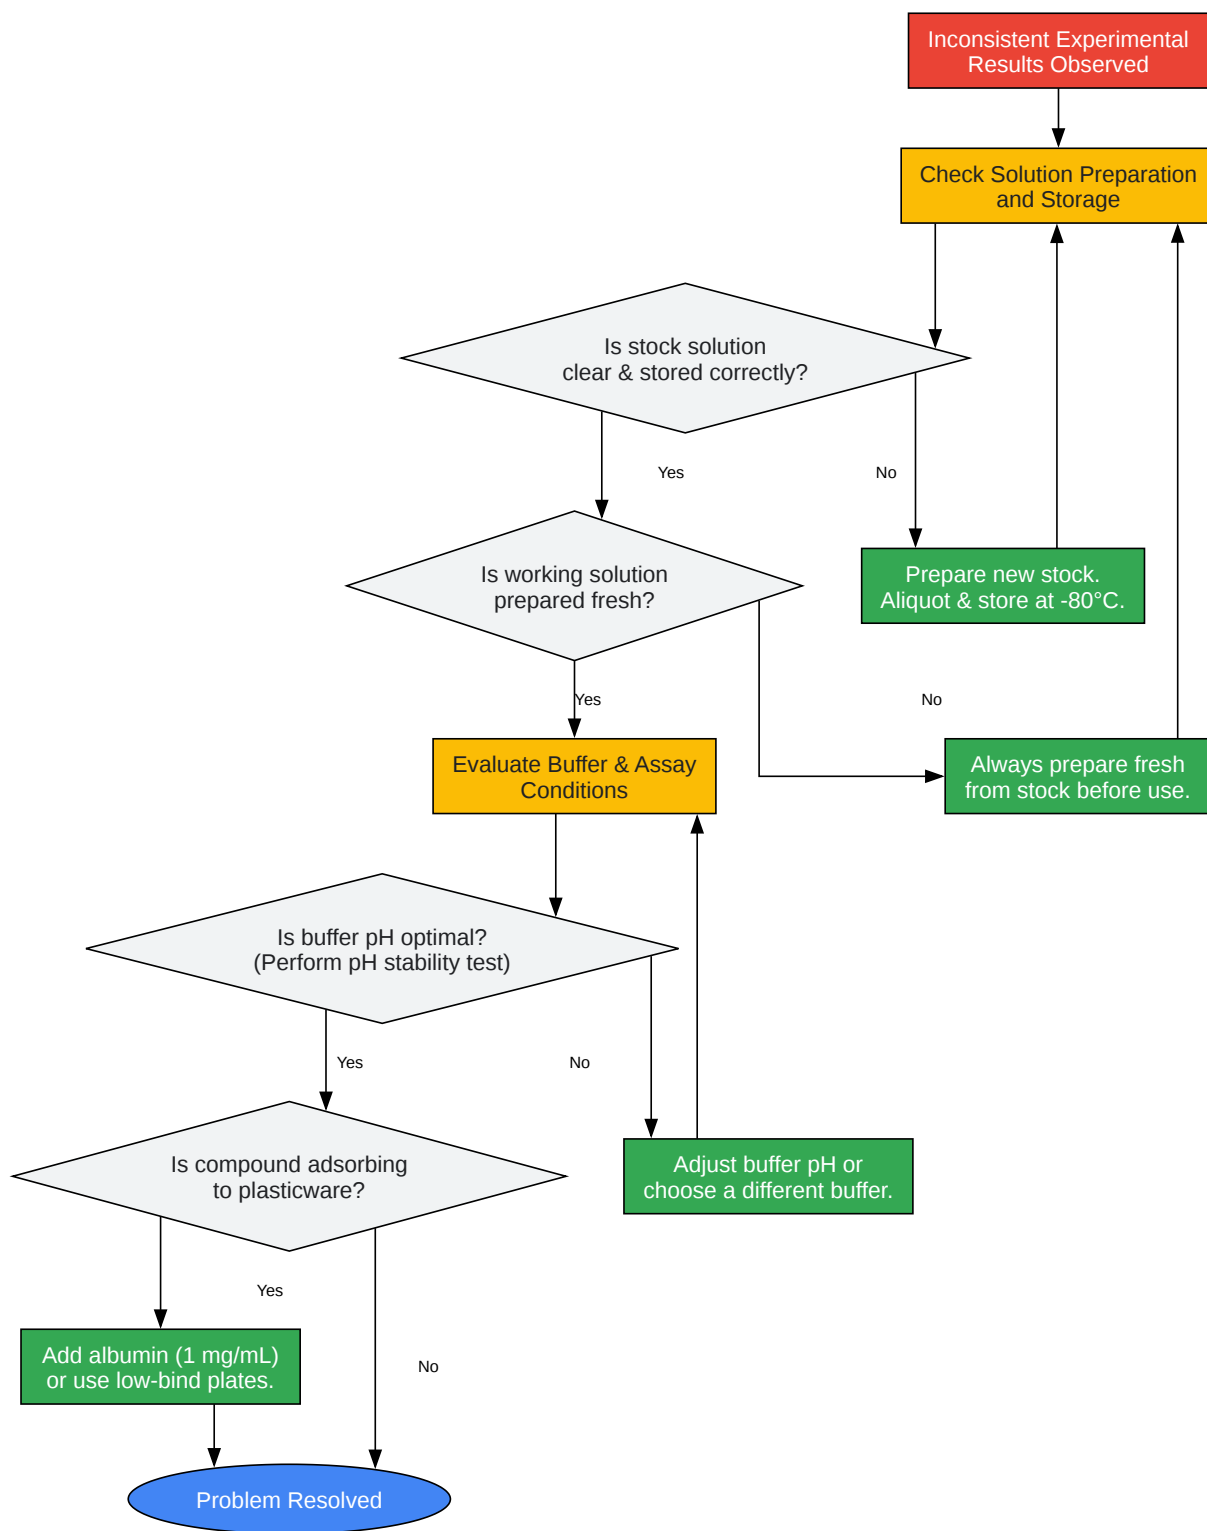 Inconsistent Experimental
Results Observed
Check Solution Preparation
and Storage
Is stock solution
clear & stored correctly?
Yes
No
Is working solution
prepared fresh?
Prepare new stock.
Aliquot & store at -80°C.
Yes
No
Evaluate Buffer & Assay
Conditions
Always prepare fresh
from stock before use.
Is buffer pH optimal?
(Perform pH stability test)
Yes
No
Is compound adsorbing
to plasticware?
Adjust buffer pH or
choose a different buffer.
Yes
No
Add albumin (1 mg/mL)
or use low-bind plates.
Problem Resolved